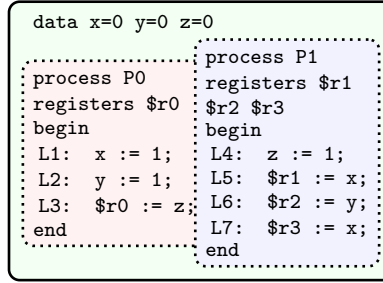 data x=0 y=0 z=0
process P0
registers $r0
begin
L1: x := 1;
L2: y := 1;
L3: $r0 := z;
end
process P1
registers $r1
$r2 $r3
begin
L4: z := 1;
L5: $r1 := x;
L6: $r2 := y;
L7: $r3 := x;
end